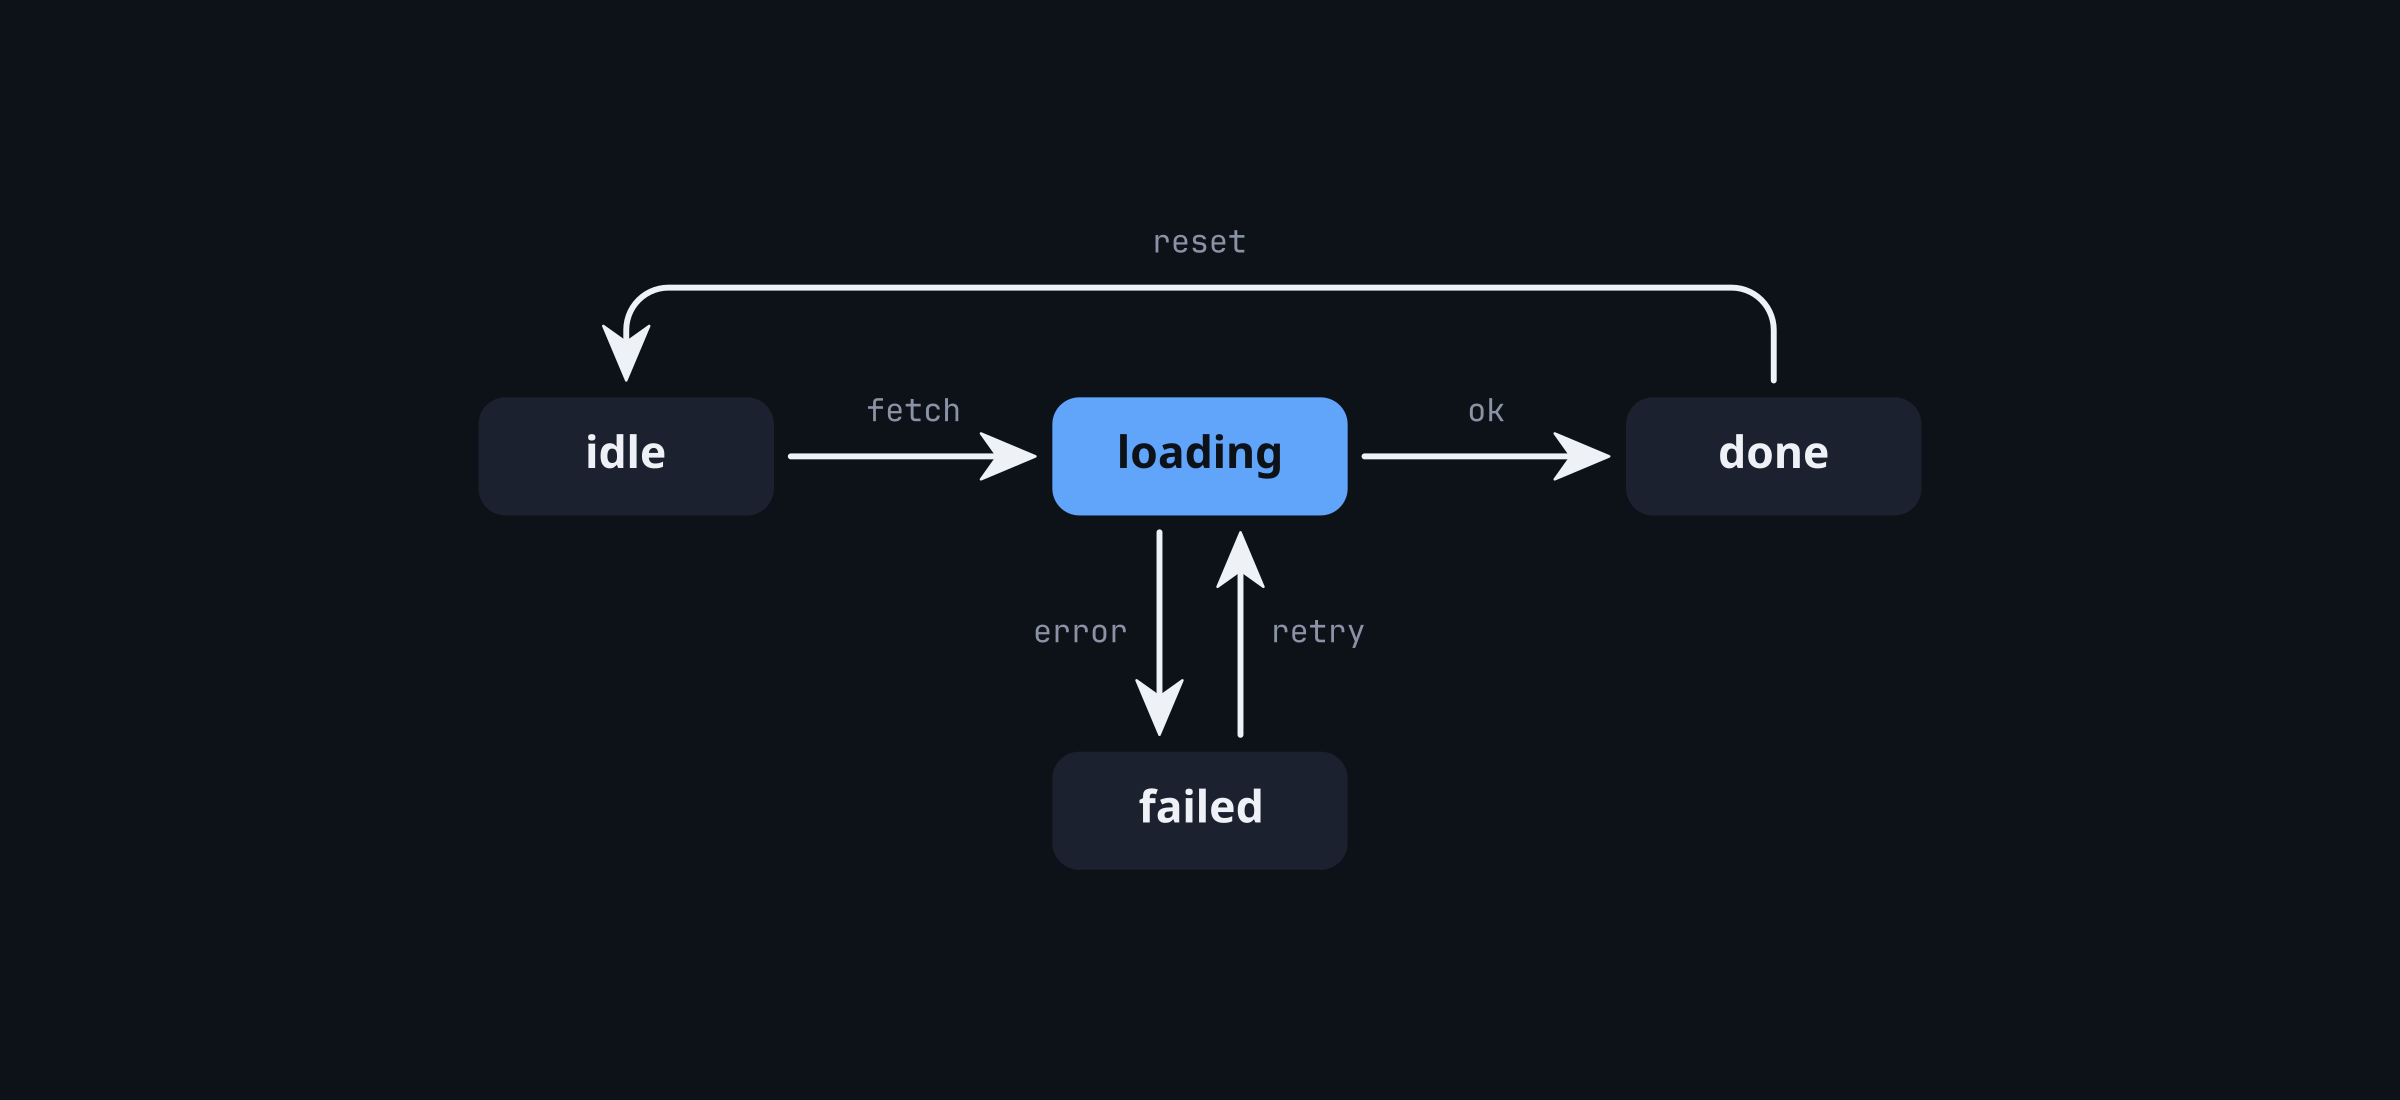 reset
idle
fetch
loading
ok
done
error
retry
failed